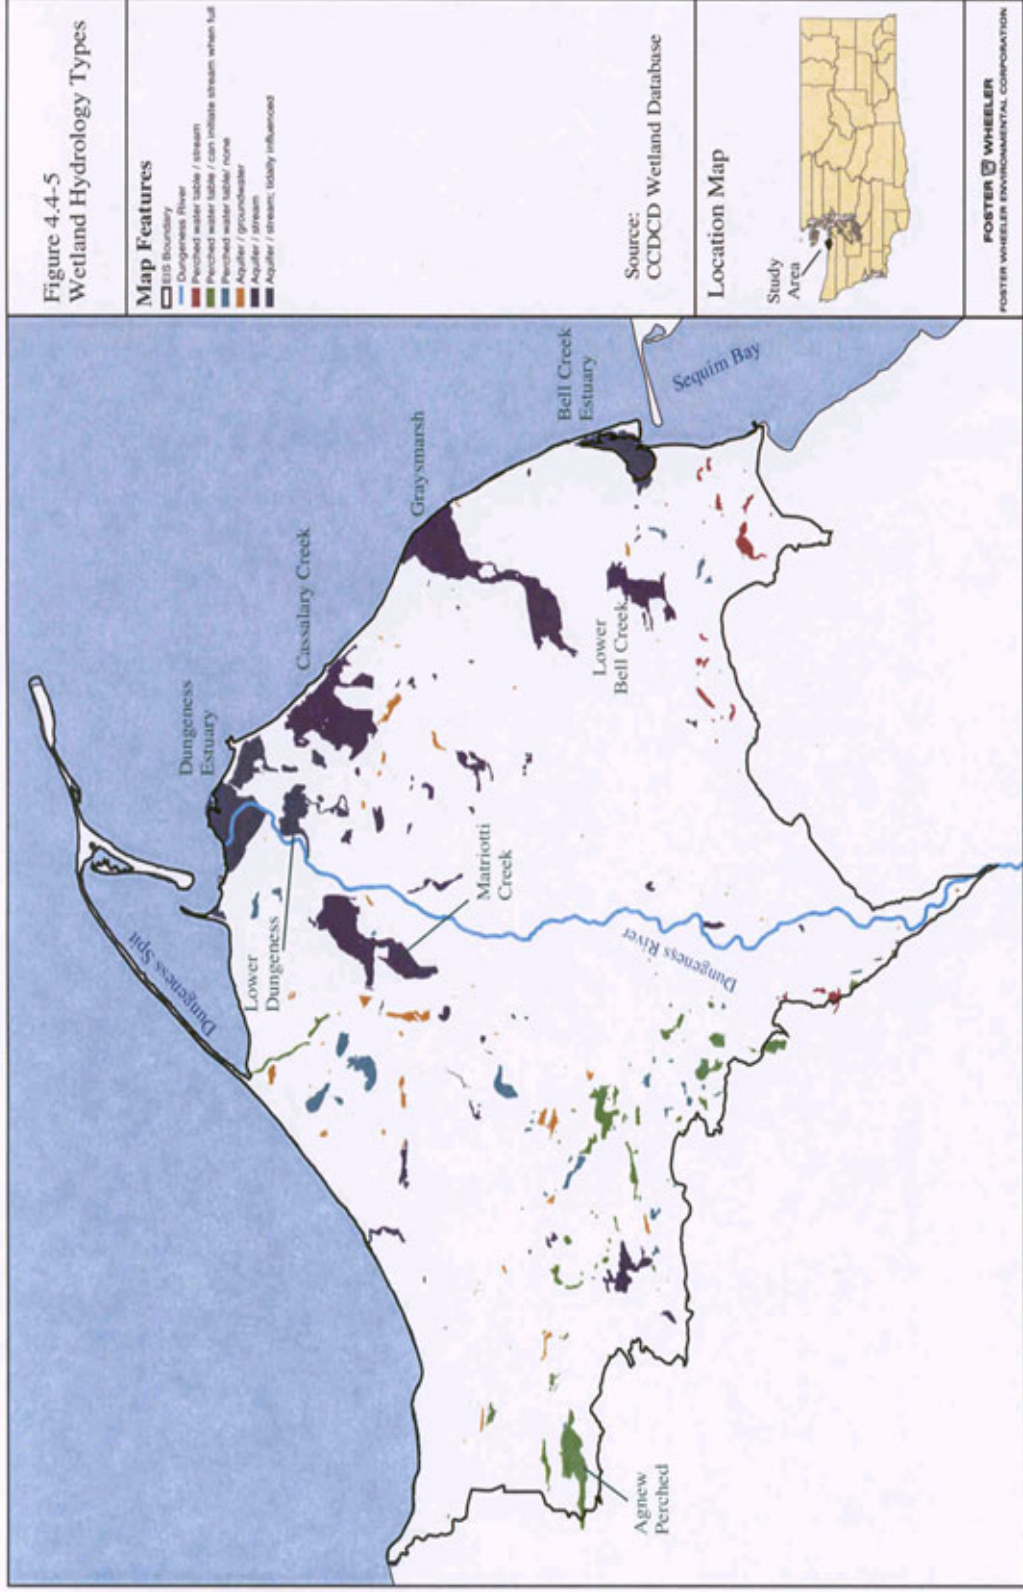 Figure 4.4-5
Wetland Hydrology Types
Map Features
EIS Boundary
Dungeness River
Perched water table / stream
Perched water table / can initiate stream when full
Perched water table/ none
Aquifer / groundwater
Aquifer / stream
Aquifer / stream; tidally influenced
Source:
CCDCD Wetland Database
Location Map
Study
Area
FOSTER WHEELER
FOSTER WHEELER ENVIRONMENTAL CORPORATION
Dungeness Spit
Dungeness
Estuary
Cassalary Creek
Graysmarsh
Bell Creek
Estuary
Sequim Bay
Lower
Dungeness
Matriotti
Creek
Lower
Bell Creek
Dungeness River
Agnew
Perched